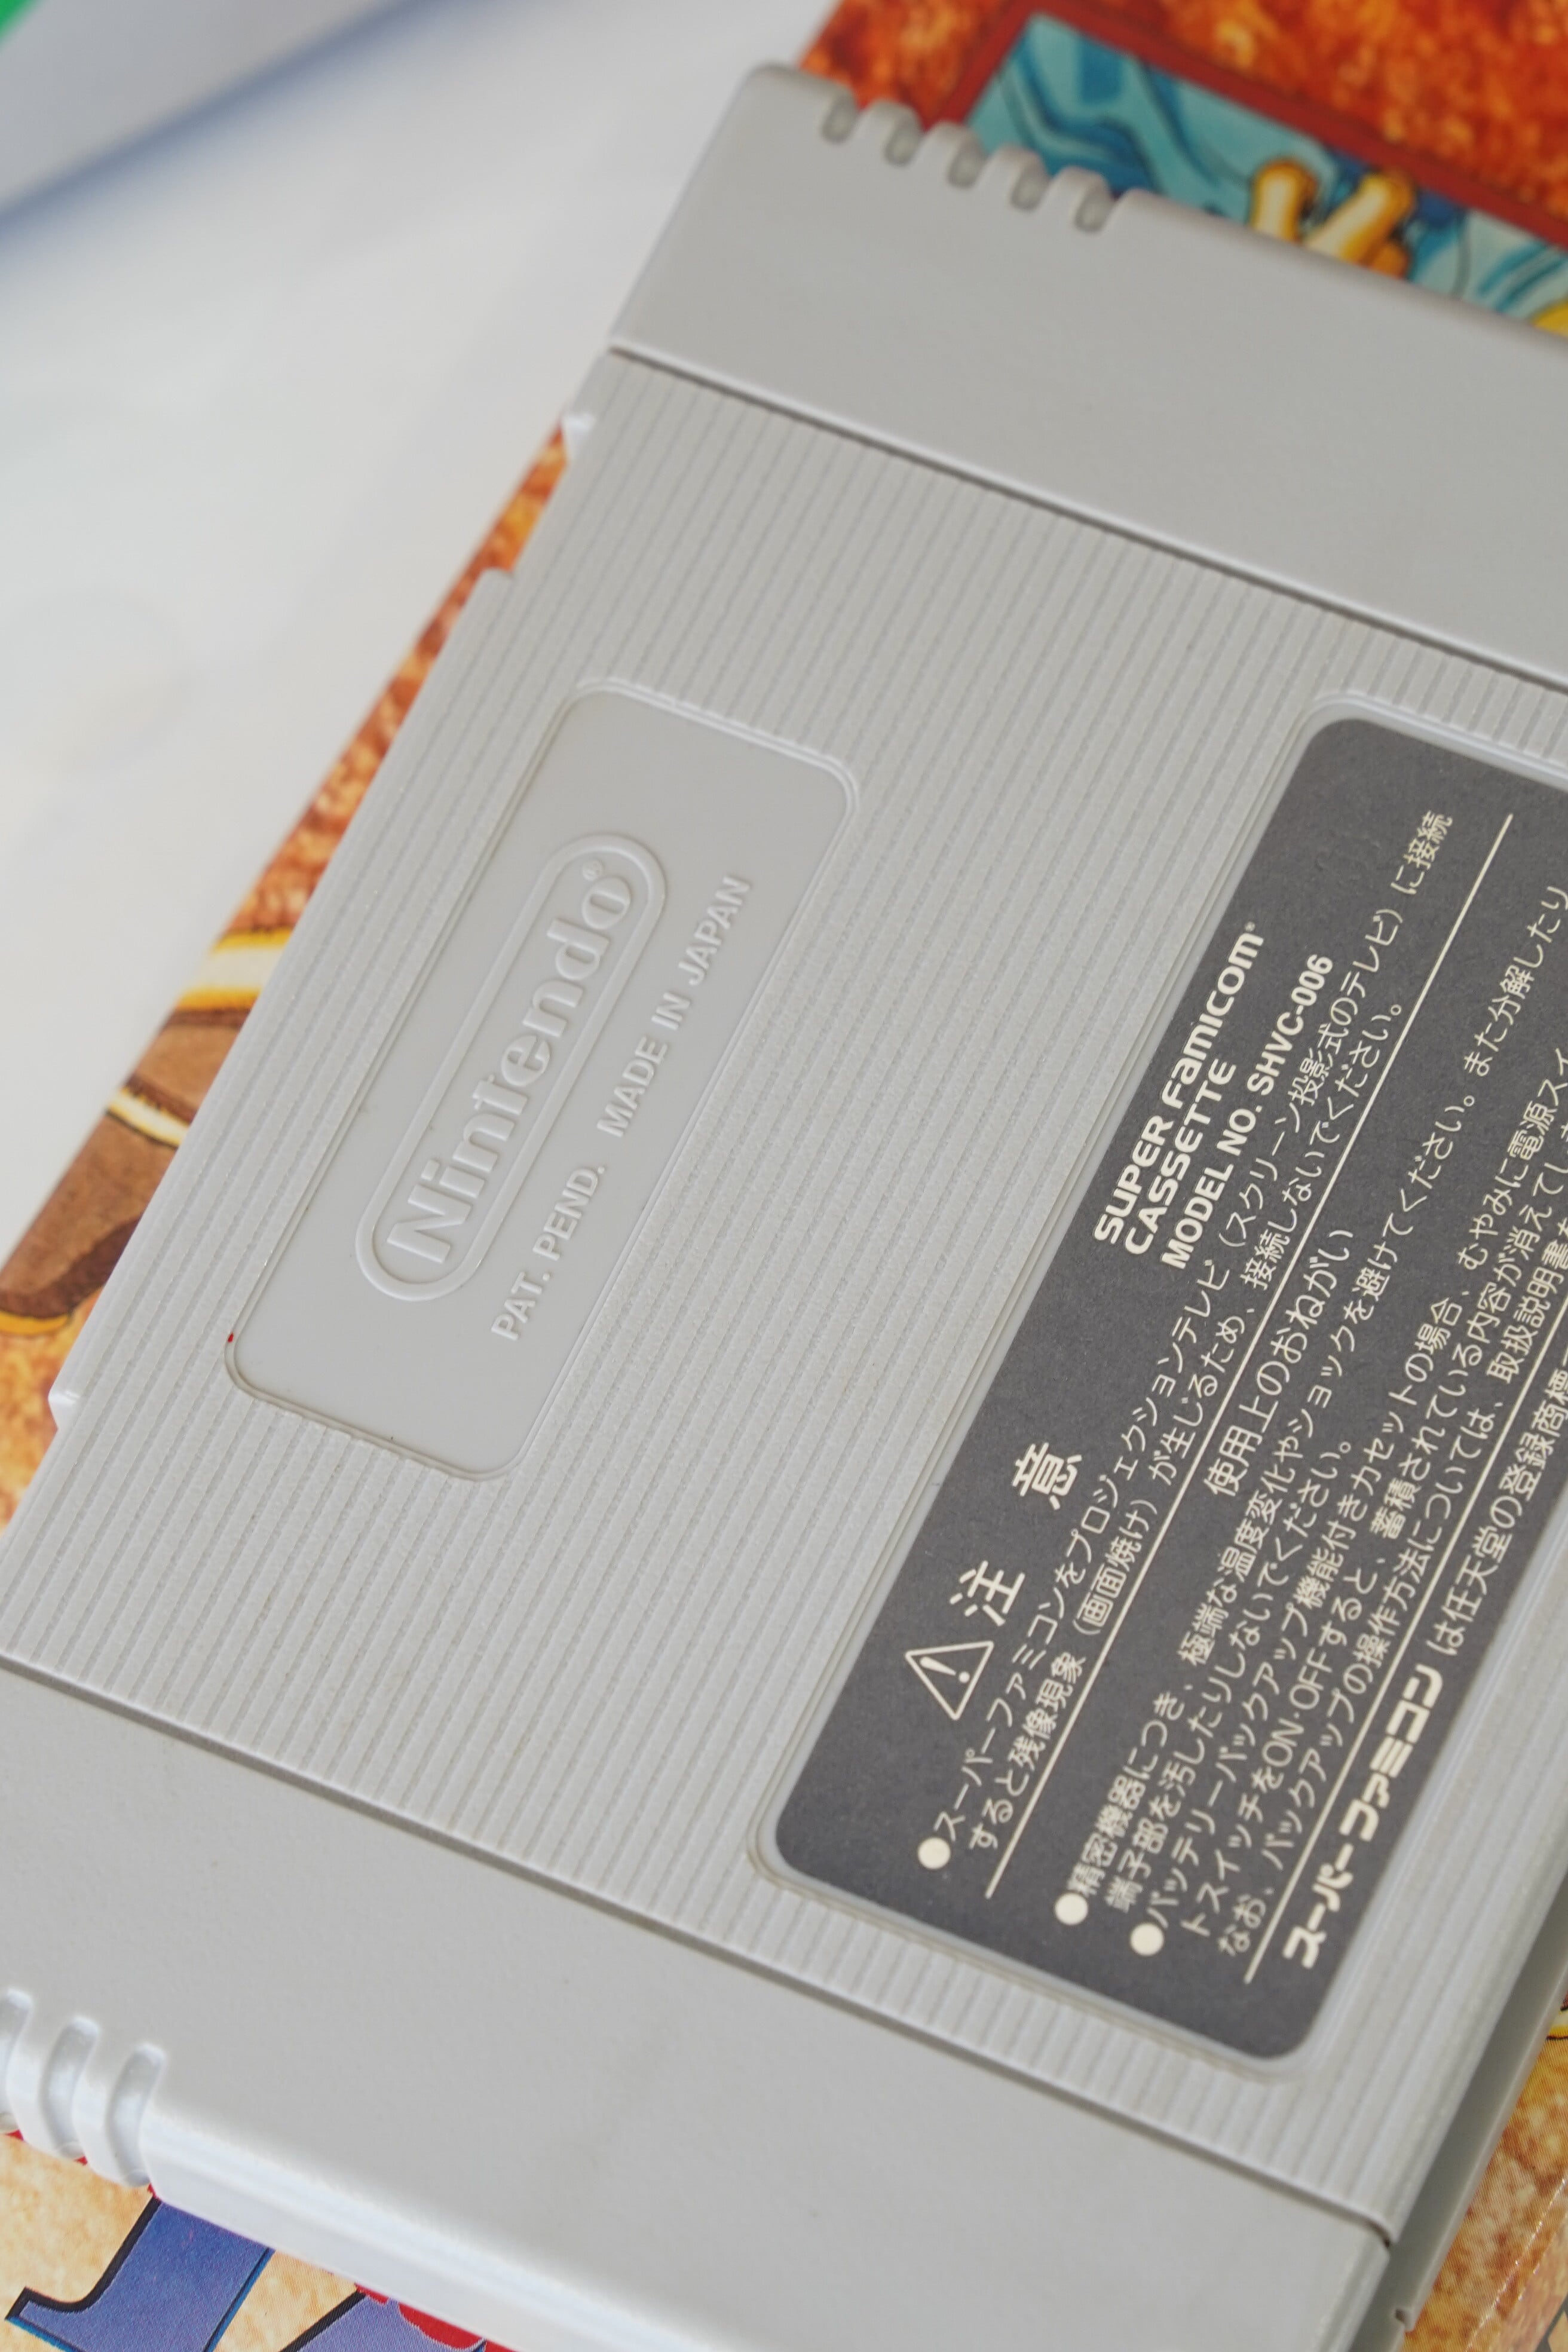 Nintendo®
PAT. PEND. MADE IN JAPAN
SUPER FAMICOM®
CASSETTE
MODEL NO. SHVC-006
注意
●スーパーファミコンをプロジェクションテレビ（スクリーン投影式のテレビ）に接続
すると残像現象（画面焼け）が生じるため、接続しないでください。
使用上のおねがい
●精密機器につき、極端な温度変化やショックを避けてください。また分解したり
端子部を汚したりしないでください。
●バッテリーバックアップ機能付きカセットの場合、むやみに電源スイ
トスイッチをON・OFFすると、蓄積されている内容が消えてし
なお、バックアップの操作方法については、取扱説明書
スーパーファミコンは任天堂の登録商標